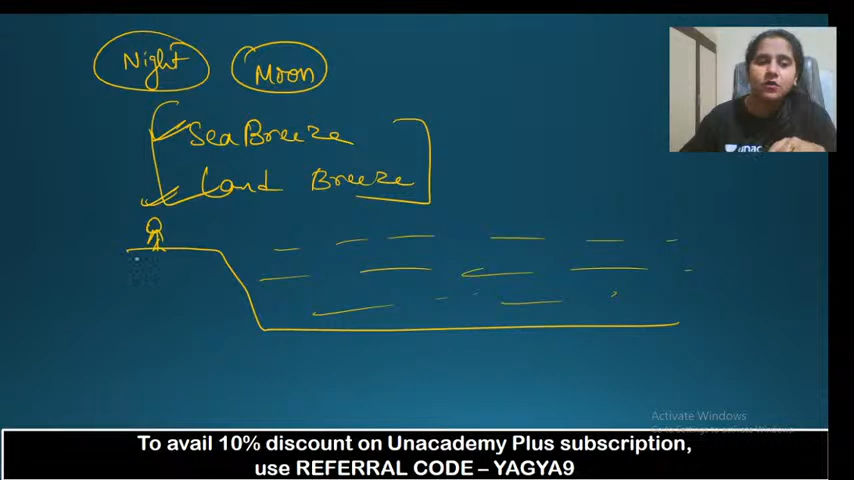 Night Moon
Sea Breeze
Land Breeze
unac
Activate Windows
To avail 10% discount on Unacademy Plus subscription,
use REFERRAL CODE – YAGYA9